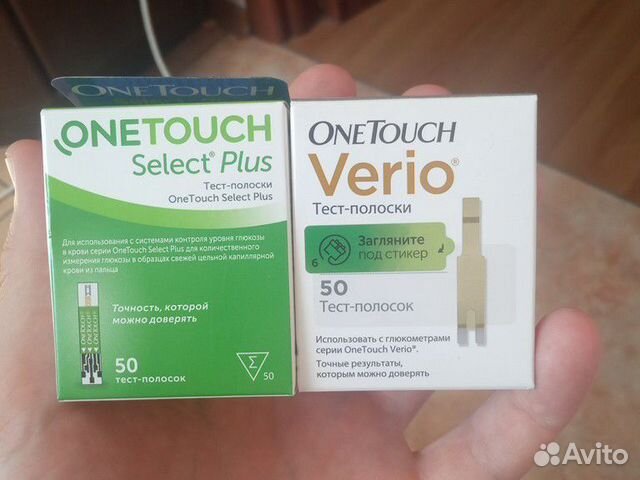 ONETOUCH
ONETOUCH
Select® Plus
Тест-полоски
OneTouch Select Plus
Для использования с системами контроля уровня глюкозы
в крови серии OneTouch Select Plus для количественного
измерения глюкозы в образцах свежей цельной капиллярной
крови из пальца
Точность, которой
можно доверять
50
тест-полосок
Σ
50
ONETOUCH
Verio®
Тест-полоски
Загляните
под стикер
6
50
Тест-полосок
Использовать с глюкометрами
серии OneTouch Verio®.
Точные результаты,
которым можно доверять
Avito